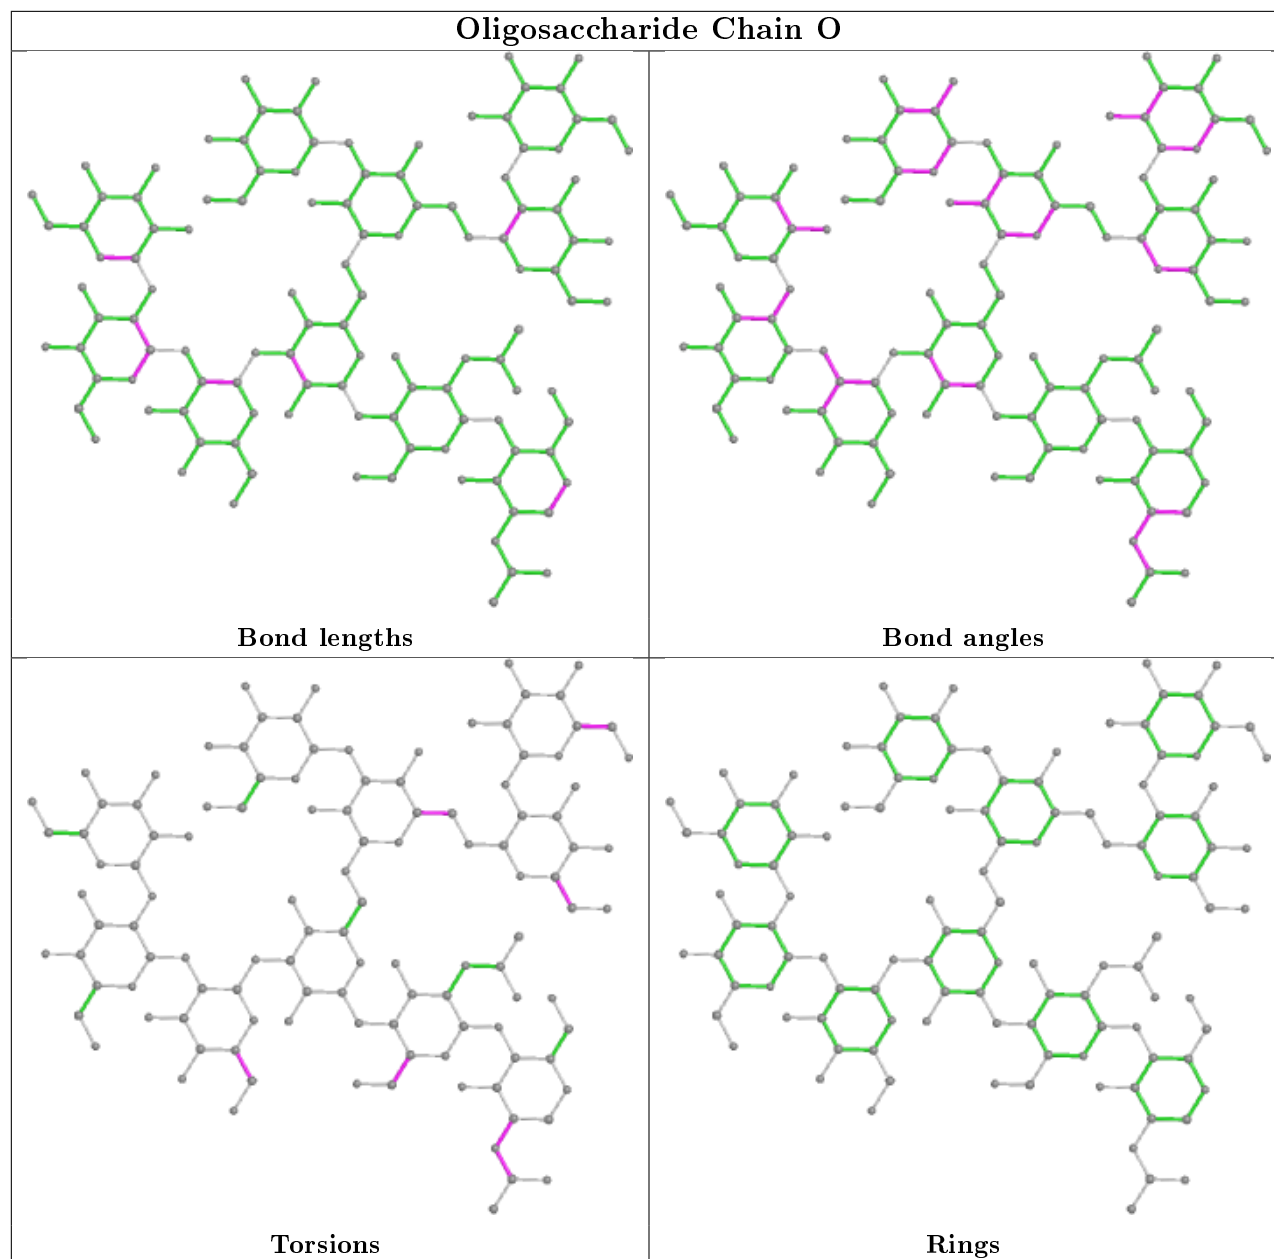 Oligosaccharide Chain O
Bond lengths
Bond angles
Torsions
Rings